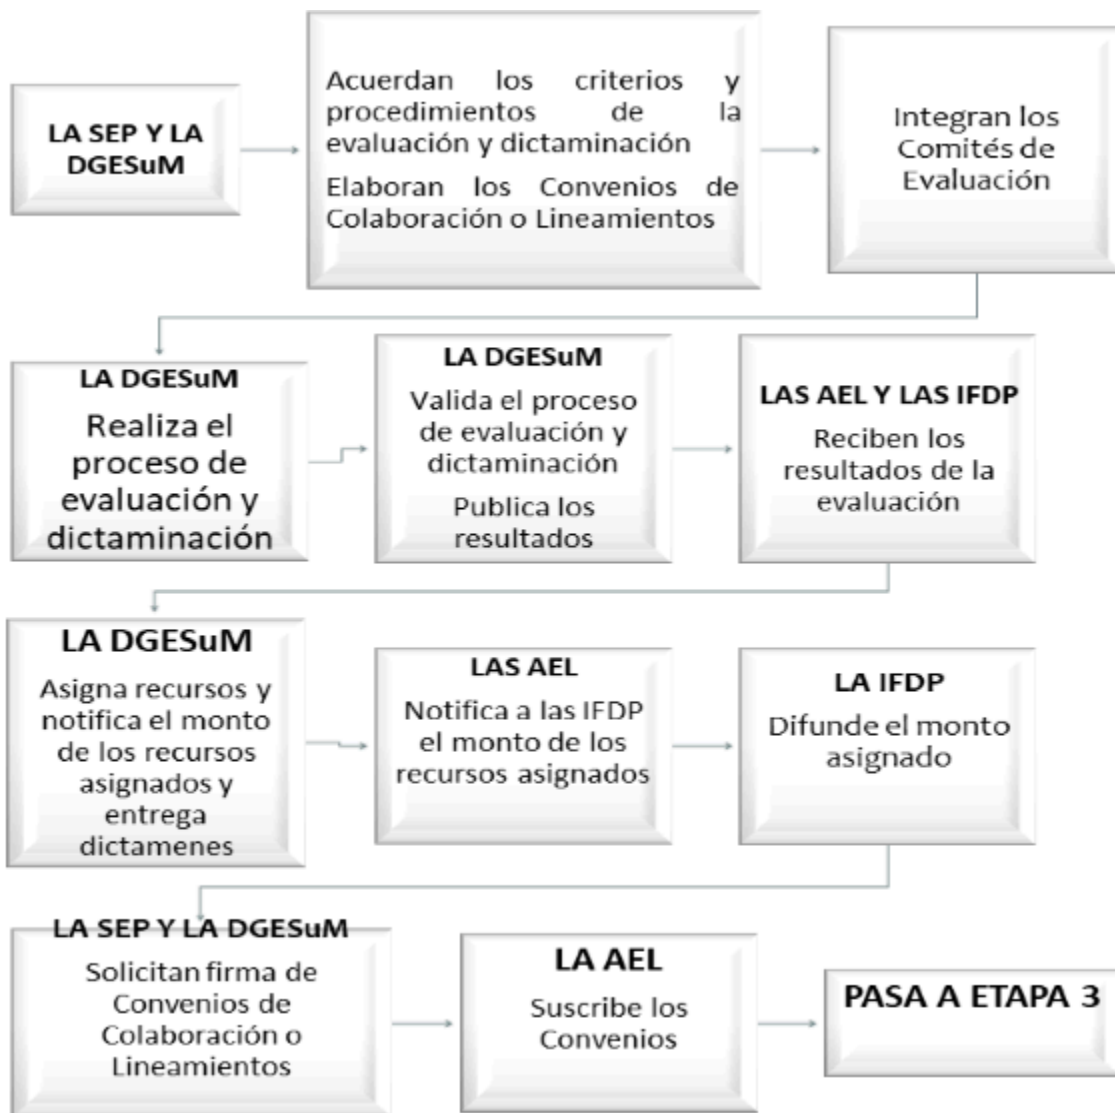 LA SEP Y LA
DGESuM
Acuerdan los criterios y
procedimientos de la
evaluación y dictaminación
Elaboran los Convenios de
Colaboración o Lineamientos
Integran los
Comités de
Evaluación
LA DGESuM
Realiza el
proceso de
evaluación y
dictaminación
LA DGESuM
Valida el proceso
de evaluación y
dictaminación
Publica los
resultados
LAS AEL Y LAS IFDP
Reciben los
resultados de la
evaluación
LA DGESuM
Asigna recursos y
notifica el monto
de los recursos
asignados y
entrega
dictamenes
LAS AEL
Notifica a las IFDP
el monto de los
recursos asignados
LA IFDP
Difunde el monto
asignado
LA SEP Y LA DGESuM
Solicitan firma de
Convenios de
Colaboración o
Lineamientos
LA AEL
Suscribe los
Convenios
PASA A ETAPA 3